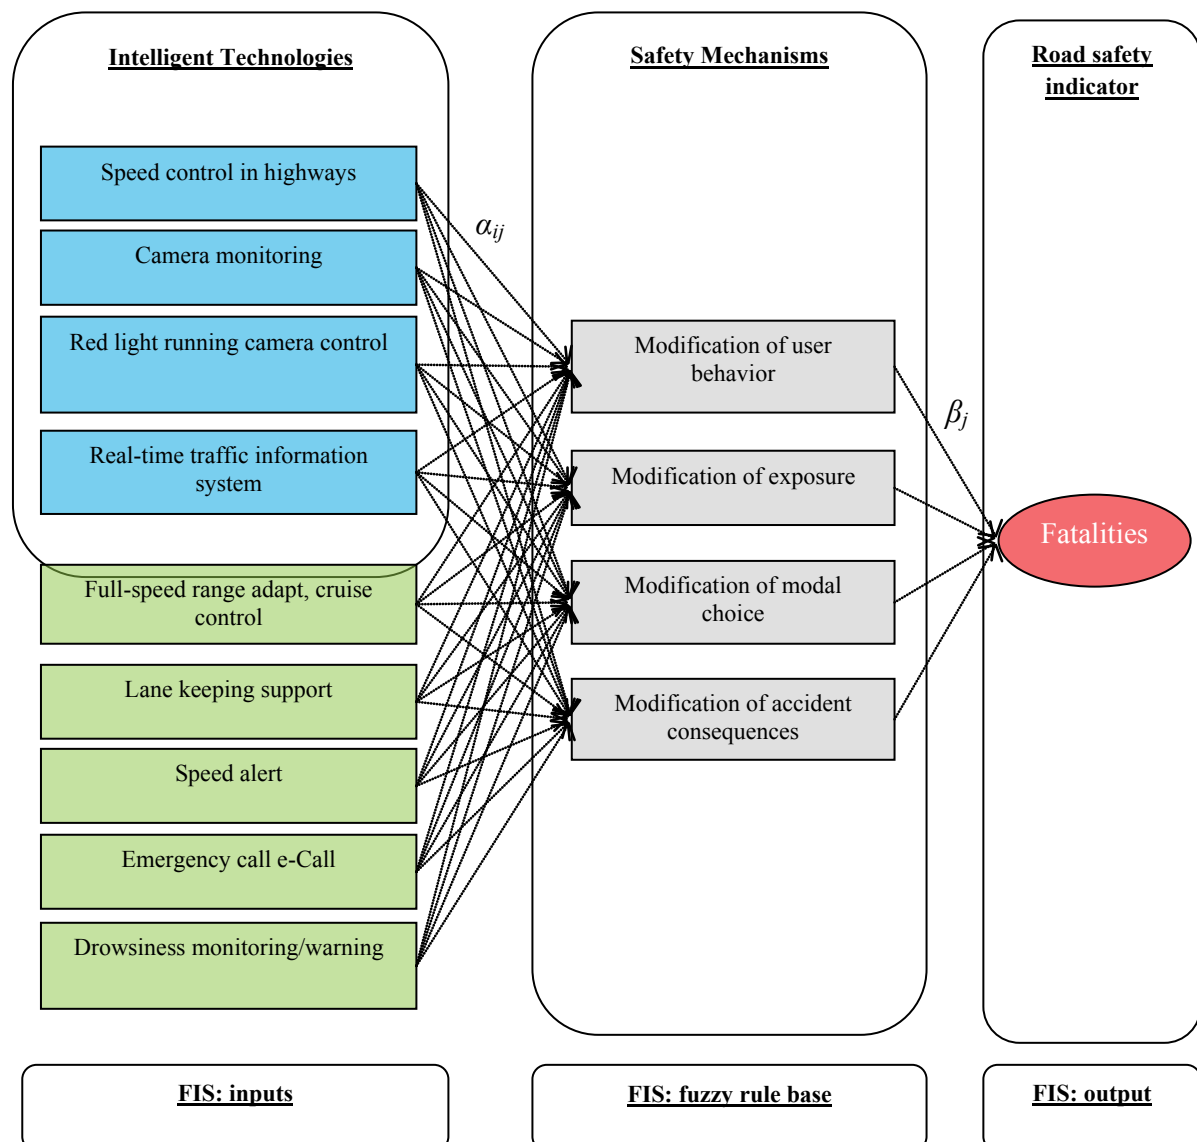 Intelligent Technologies
Speed control in highways
Camera monitoring
Red light running camera control
Real-time traffic information
system
Full-speed range adapt, cruise
control
Lane keeping support
Speed alert
Emergency call e-Call
Drowsiness monitoring/warning
α_ij
Safety Mechanisms
Modification of user
behavior
Modification of exposure
Modification of modal
choice
Modification of accident
consequences
β_j
Road safety
indicator
Fatalities
FIS: inputs
FIS: fuzzy rule base
FIS: output